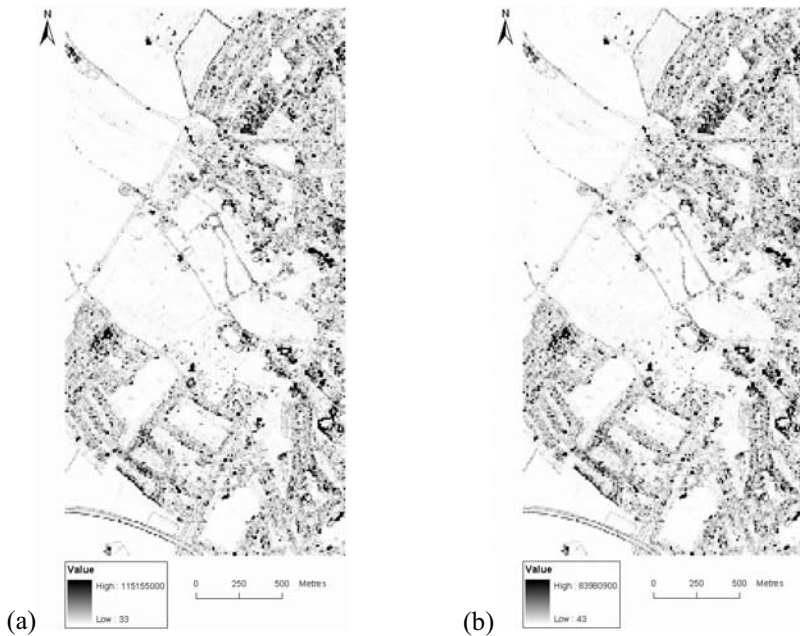 N
N
Value
High : 115155000
Low : 33
0 250 500 Metres
(a)
Value
High : 83980900
Low : 43
0 250 500 Metres
(b)